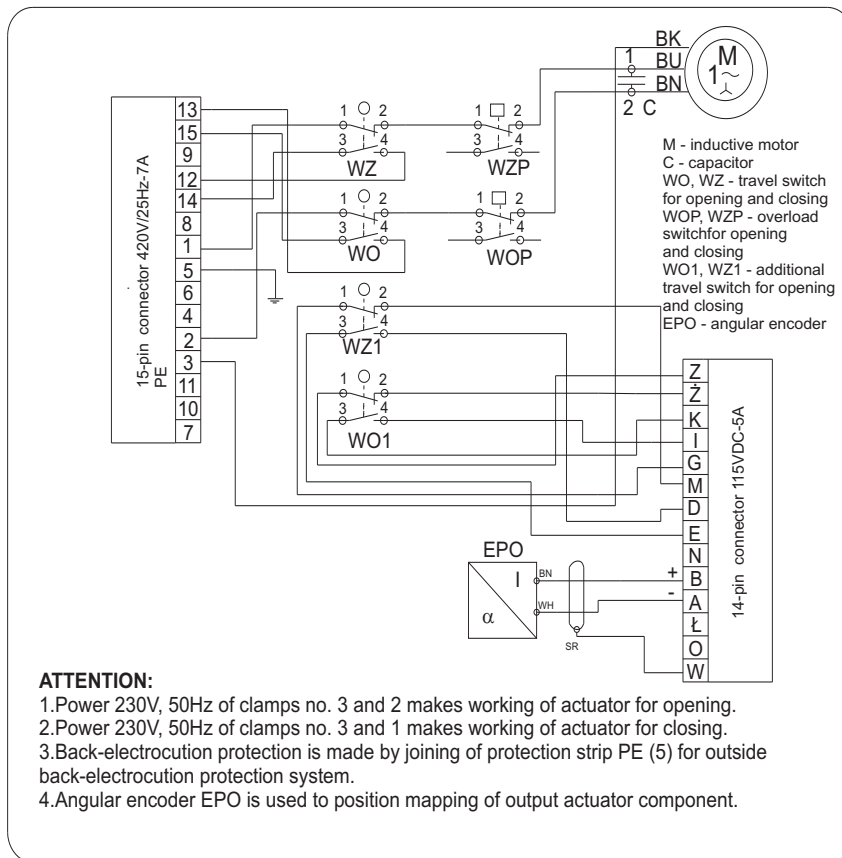 BK
1
BU
BN
2 C
M
1~
15-pin connector 420V/25Hz-7A
PE
13
15
9
12
14
8
1
5
6
4
2
3
11
10
7
1 2
3 4
WZ
1 2
3 4
WZP
1 2
3 4
WO
1 2
3 4
WOP
1 2
3 4
WZ1
1 2
3 4
WO1
M - inductive motor
C - capacitor
WO, WZ - travel switch
for opening and closing
WOP, WZP - overload
switchfor opening
and closing
WO1, WZ1 - additional
travel switch for opening
and closing
EPO - angular encoder
Z
Ż
K
I
G
M
D
E
N
B
A
Ł
O
W
14-pin connector 115VDC-5A
EPO
I
α
BN
WH
SR
+
-
ATTENTION:
1.Power 230V, 50Hz of clamps no. 3 and 2 makes working of actuator for opening.
2.Power 230V, 50Hz of clamps no. 3 and 1 makes working of actuator for closing.
3.Back-electrocution protection is made by joining of protection strip PE (5) for outside
back-electrocution protection system.
4.Angular encoder EPO is used to position mapping of output actuator component.